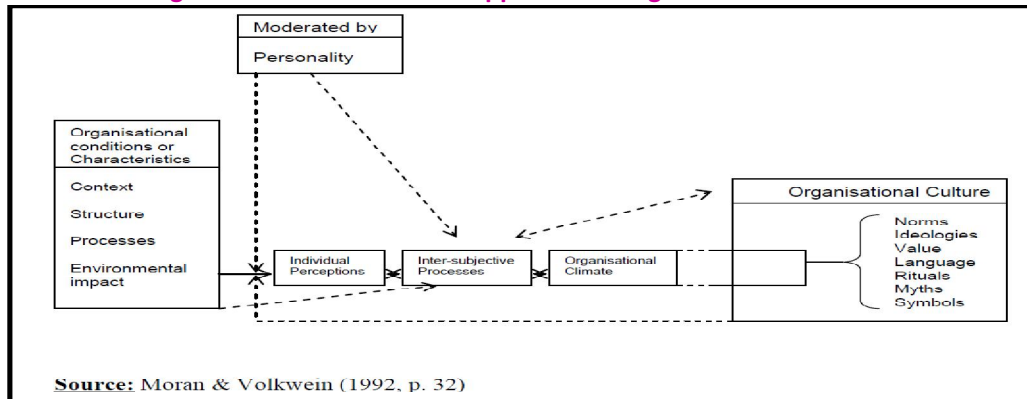 Moderated by
Personality
Organisational
conditions or
Characteristics
Context
Structure
Processes
Environmental
impact
Individual
Perceptions
Inter-subjective
Processes
Organisational
Climate
Organisational Culture
Norms
Ideologies
Value
Language
Rituals
Myths
Symbols
Source: Moran & Volkwein (1992, p. 32)